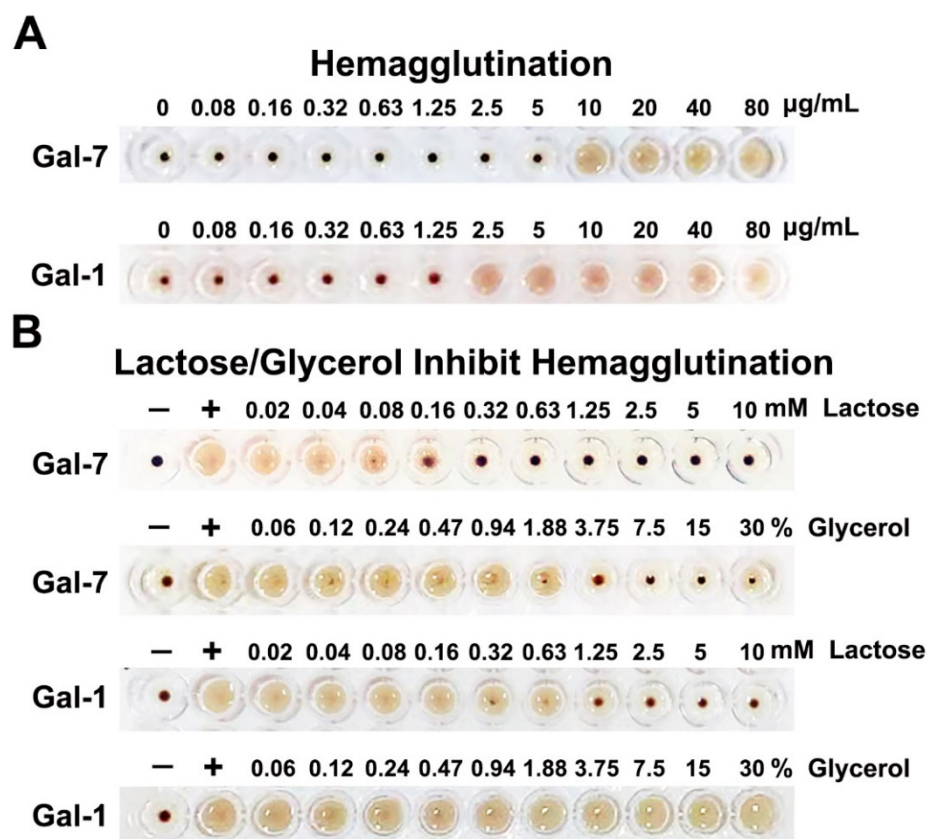 A
Hemagglutination
0 0.08 0.16 0.32 0.63 1.25 2.5 5 10 20 40 80 µg/mL
Gal-7
0 0.08 0.16 0.32 0.63 1.25 2.5 5 10 20 40 80 µg/mL
Gal-1
B
Lactose/Glycerol Inhibit Hemagglutination
− + 0.02 0.04 0.08 0.16 0.32 0.63 1.25 2.5 5 10 mM Lactose
Gal-7
− + 0.06 0.12 0.24 0.47 0.94 1.88 3.75 7.5 15 30 % Glycerol
Gal-7
− + 0.02 0.04 0.08 0.16 0.32 0.63 1.25 2.5 5 10 mM Lactose
Gal-1
− + 0.06 0.12 0.24 0.47 0.94 1.88 3.75 7.5 15 30 % Glycerol
Gal-1